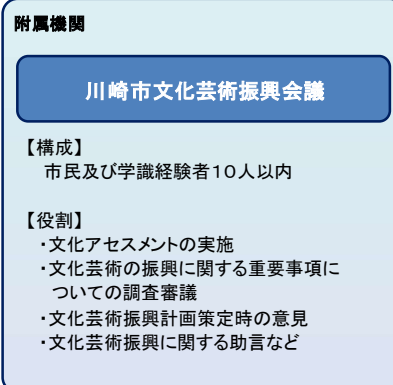 附属機関
川崎市文化芸術振興会議
【構成】
市民及び学識経験者10人以内
【役割】
・文化アセスメントの実施
・文化芸術の振興に関する重要事項に
ついての調査審議
・文化芸術振興計画策定時の意見
・文化芸術振興に関する助言など